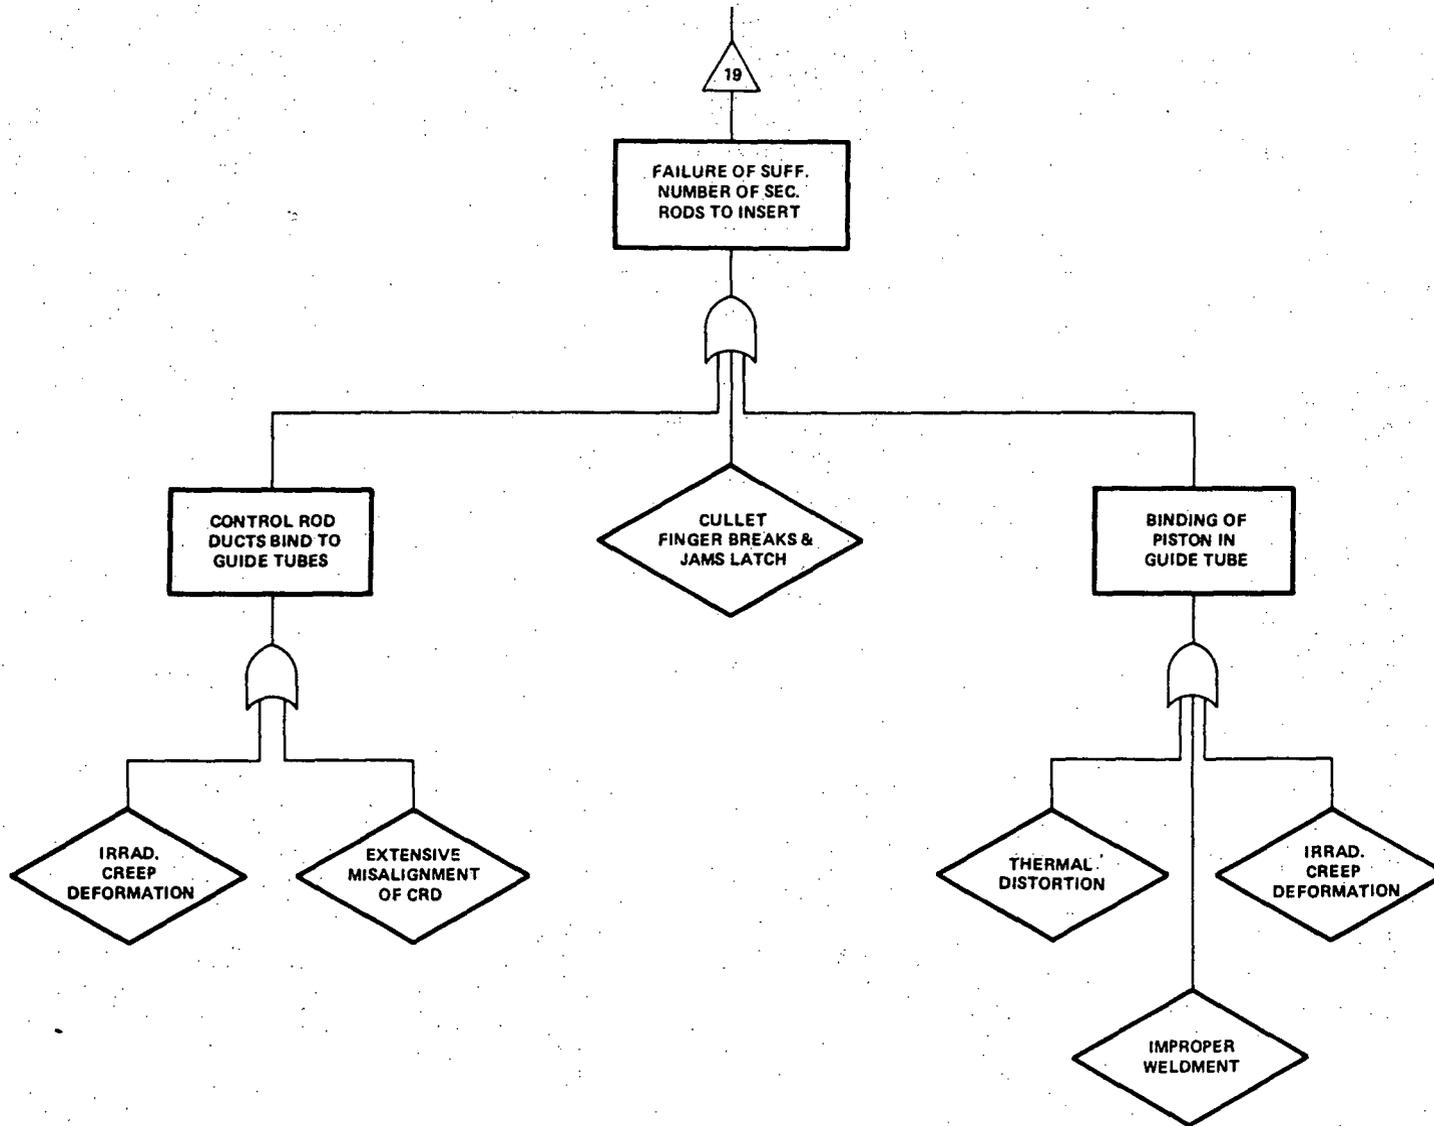 19
FAILURE OF SUFF.
NUMBER OF SEC.
RODS TO INSERT
CONTROL ROD
DUCTS BIND TO
GUIDE TUBES
CULLET
FINGER BREAKS &
JAMS LATCH
BINDING OF
PISTON IN
GUIDE TUBE
IRRAD.
CREEP
DEFORMATION
EXTENSIVE
MISALIGNMENT
OF CRD
THERMAL
DISTORTION
IRRAD.
CREEP
DEFORMATION
IMPROPER
WELDMENT